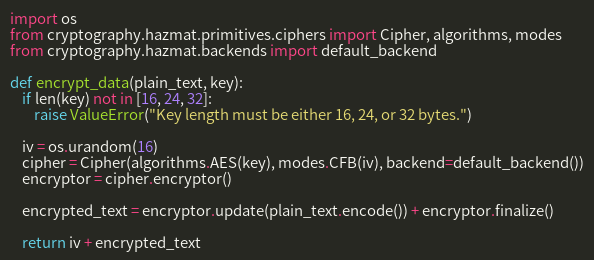 import os
from cryptography.hazmat.primitives.ciphers import Cipher, algorithms, modes
from cryptography.hazmat.backends import default_backend

def encrypt_data(plain_text, key):
    if len(key) not in [16, 24, 32]:
        raise ValueError("Key length must be either 16, 24, or 32 bytes.")

    iv = os.urandom(16)
    cipher = Cipher(algorithms.AES(key), modes.CFB(iv), backend=default_backend())
    encryptor = cipher.encryptor()

    encrypted_text = encryptor.update(plain_text.encode()) + encryptor.finalize()

    return iv + encrypted_text